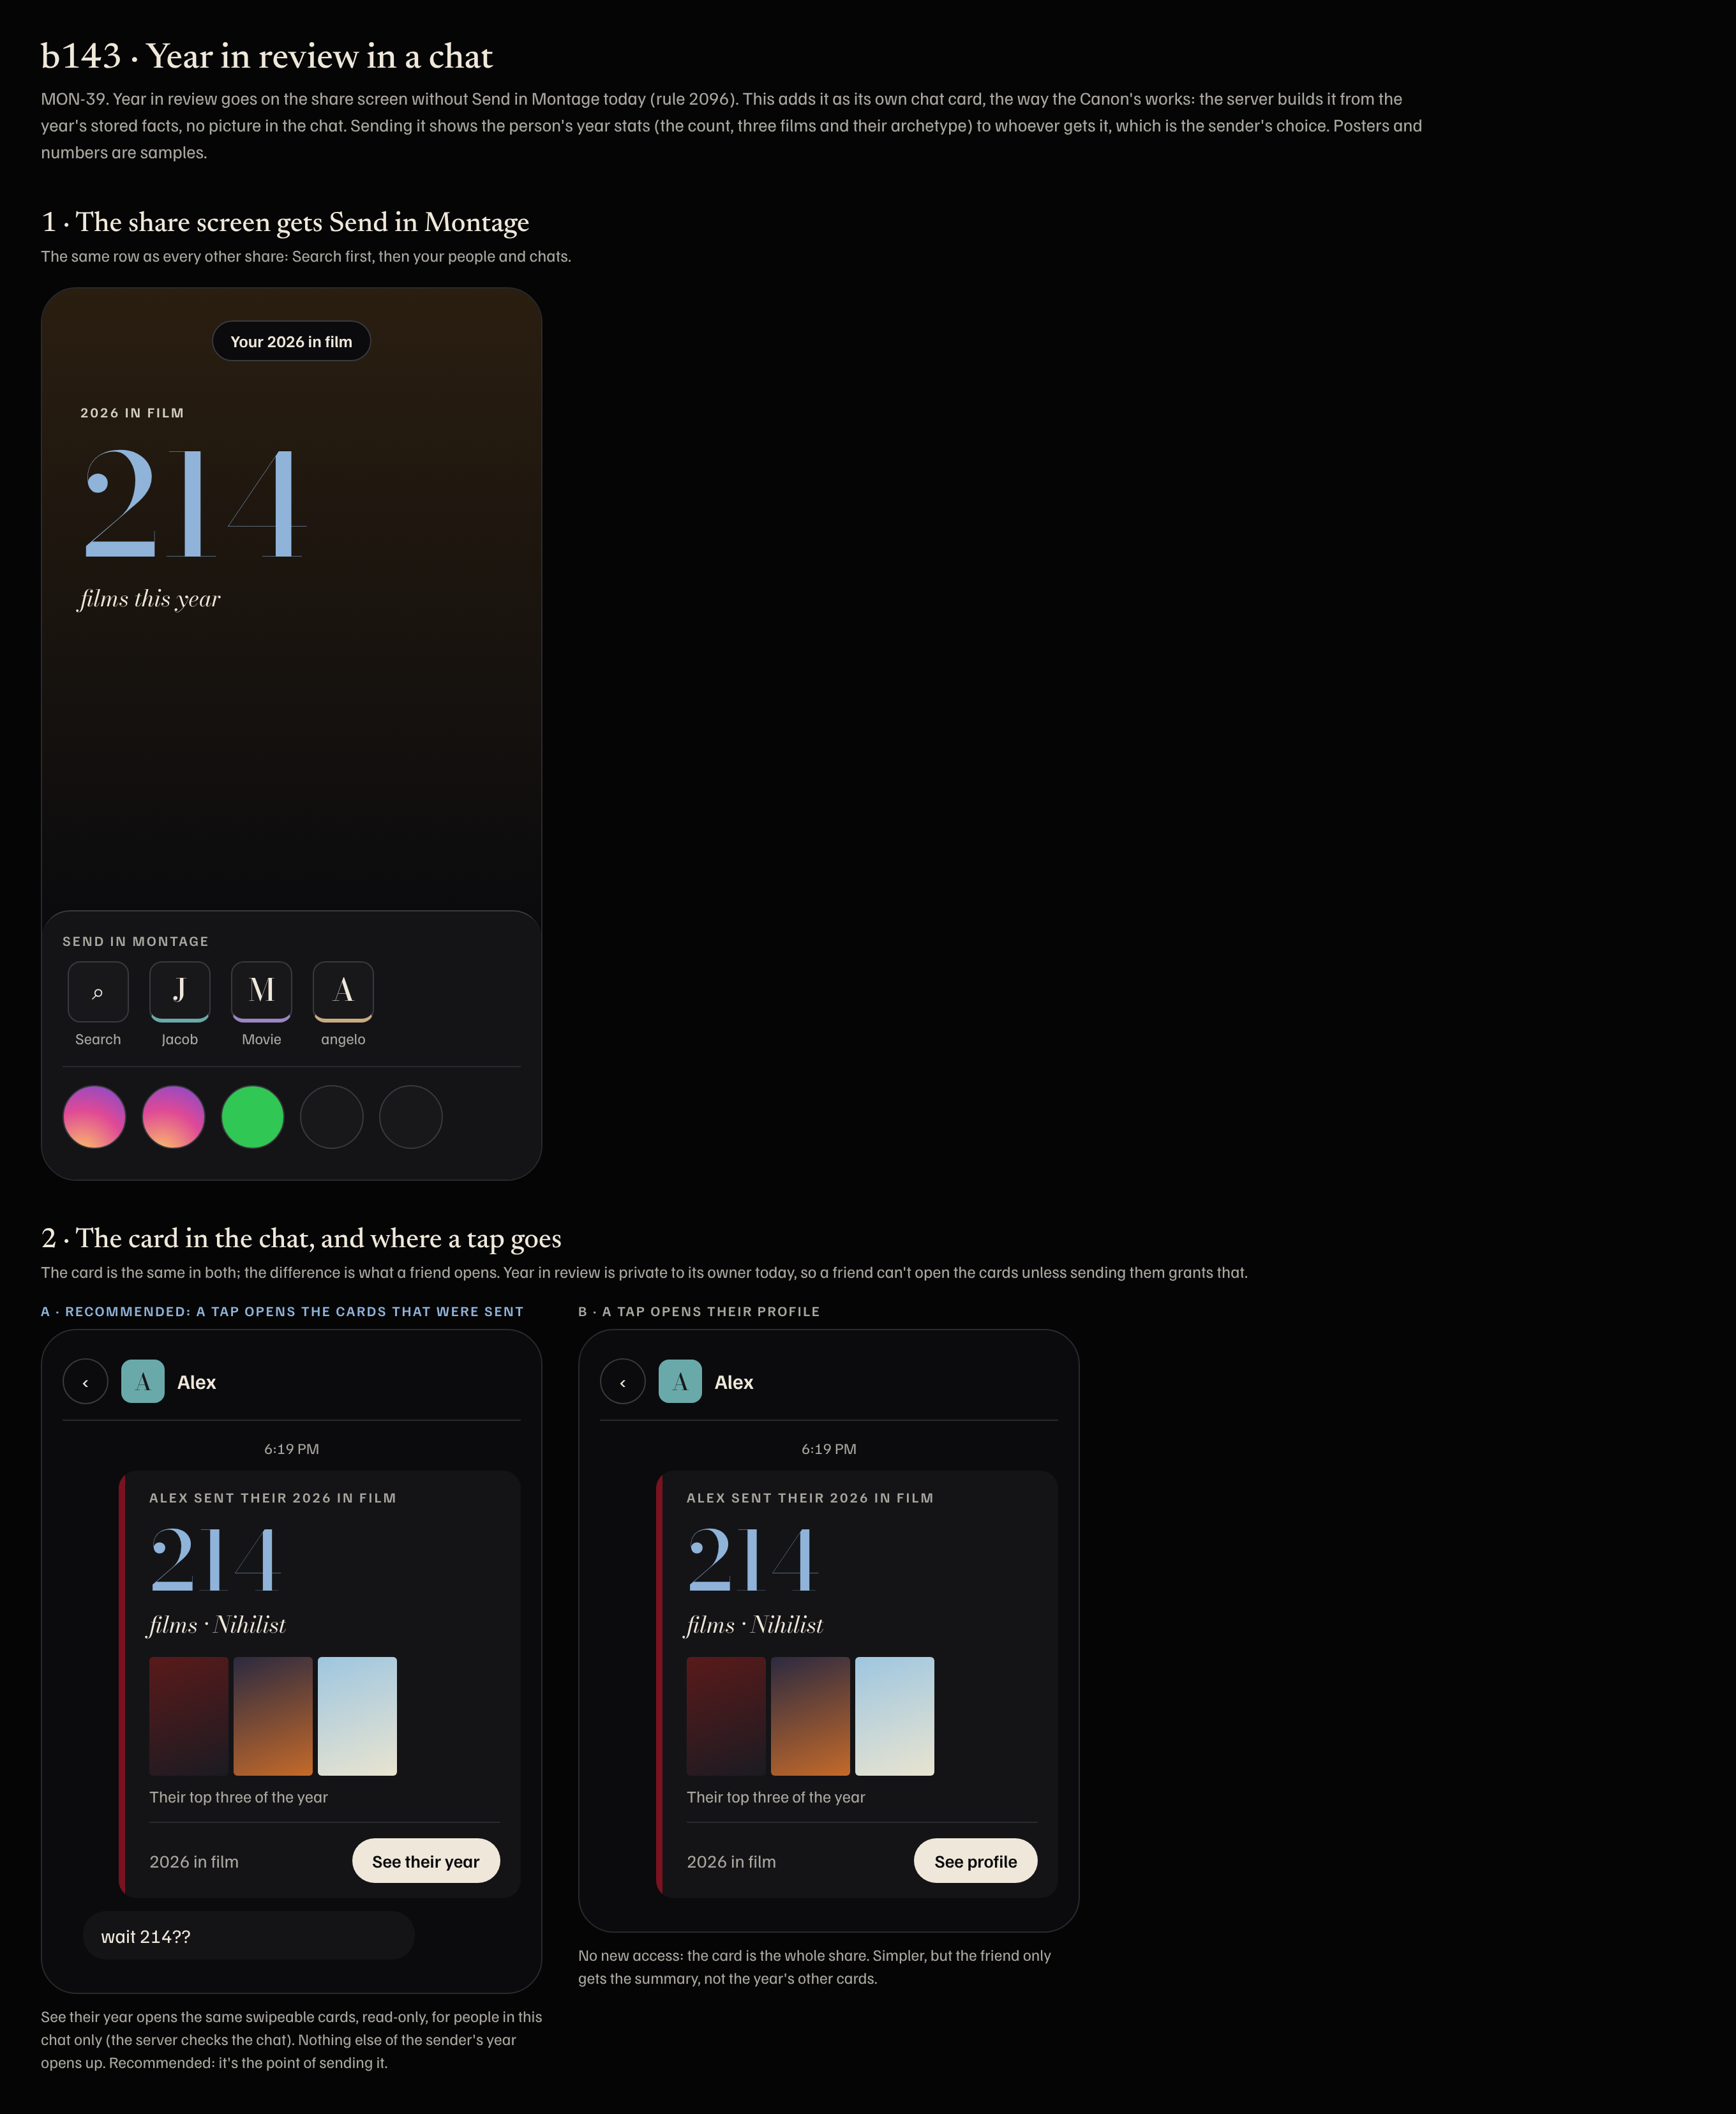 b143 · Year in review in a chat
MON-39. Year in review goes on the share screen without Send in Montage today (rule 2096). This adds it as its own chat card, the way the Canon's works: the server builds it from the
year's stored facts, no picture in the chat. Sending it shows the person's year stats (the count, three films and their archetype) to whoever gets it, which is the sender's choice. Posters and
numbers are samples.
1 · The share screen gets Send in Montage
The same row as every other share: Search first, then your people and chats.
Your 2026 in film
2026 IN FILM
214
films this year
SEND IN MONTAGE
J M A
Search Jacob Movie angelo
2 · The card in the chat, and where a tap goes
The card is the same in both; the difference is what a friend opens. Year in review is private to its owner today, so a friend can't open the cards unless sending them grants that.
A · RECOMMENDED: A TAP OPENS THE CARDS THAT WERE SENT
‹ A Alex
6:19 PM
ALEX SENT THEIR 2026 IN FILM
214
films · Nihilist
Their top three of the year
2026 in film See their year
wait 214??
See their year opens the same swipeable cards, read-only, for people in this
chat only (the server checks the chat). Nothing else of the sender's year
opens up. Recommended: it's the point of sending it.
B · A TAP OPENS THEIR PROFILE
‹ A Alex
6:19 PM
ALEX SENT THEIR 2026 IN FILM
214
films · Nihilist
Their top three of the year
2026 in film See profile
No new access: the card is the whole share. Simpler, but the friend only
gets the summary, not the year's other cards.